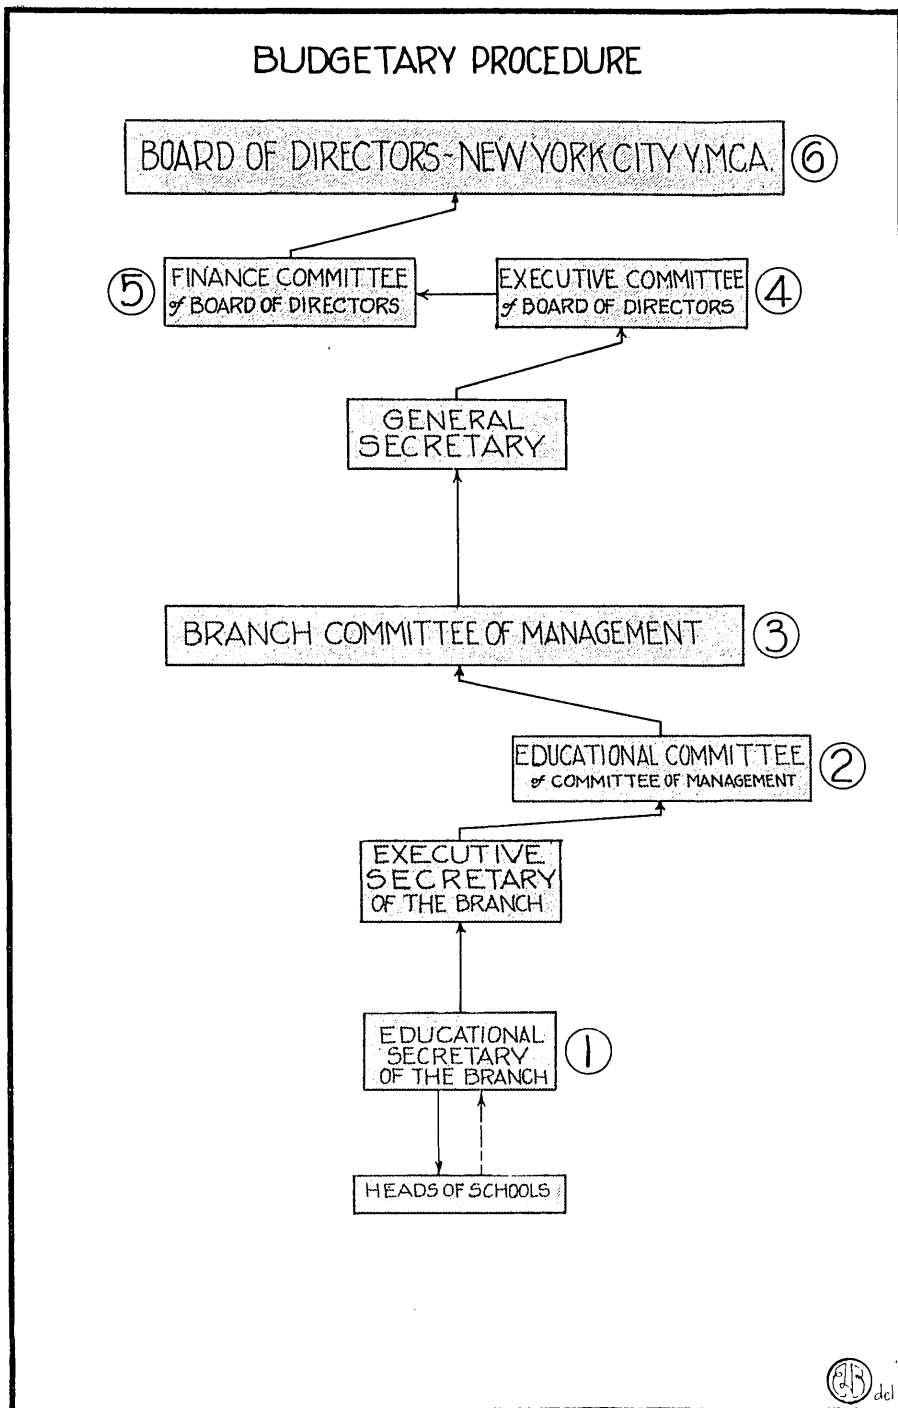 BUDGETARY PROCEDURE
BOARD OF DIRECTORS-NEW YORK CITY Y.M.C.A.
6
5
FINANCE COMMITTEE
of BOARD OF DIRECTORS
EXECUTIVE COMMITTEE
of BOARD OF DIRECTORS
4
GENERAL
SECRETARY
BRANCH COMMITTEE OF MANAGEMENT
3
EDUCATIONAL COMMITTEE
of COMMITTEE OF MANAGEMENT
2
EXECUTIVE
SECRETARY
OF THE BRANCH
EDUCATIONAL
SECRETARY
OF THE BRANCH
1
HEADS OF SCHOOLS
del